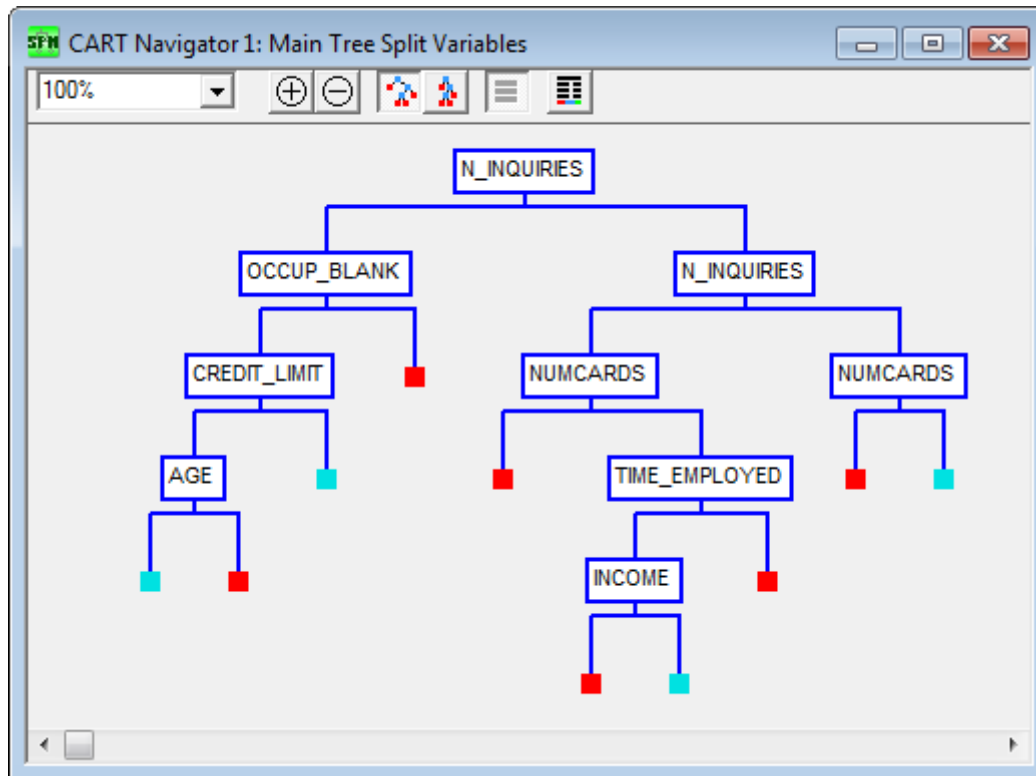 SPM CART Navigator 1: Main Tree Split Variables
100%
N_INQUIRIES
OCCUP_BLANK N_INQUIRIES
CREDIT_LIMIT NUMCARDS NUMCARDS
AGE TIME_EMPLOYED
INCOME